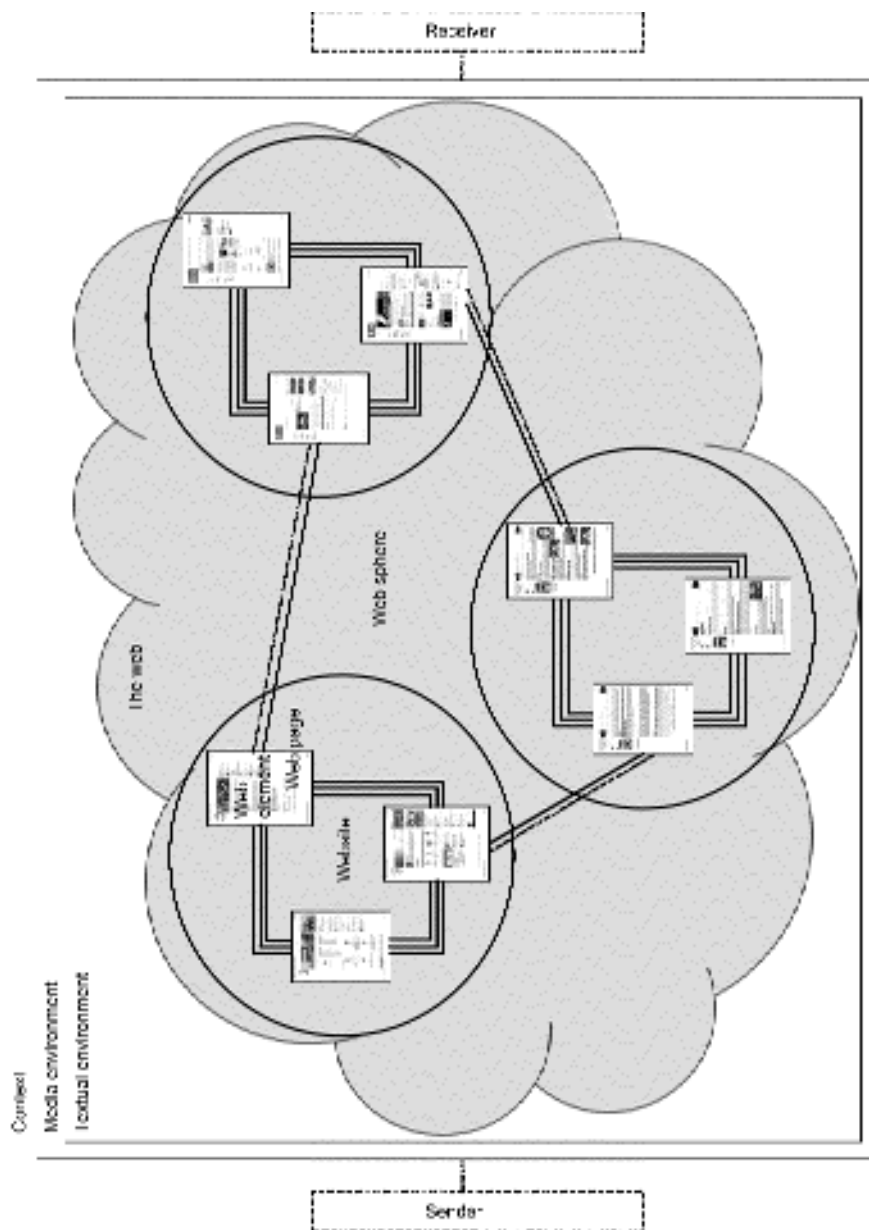 Receiver
The web
Web sphere
Web
element
Web page
Website
Context
Media environment
Textual environment
Sender